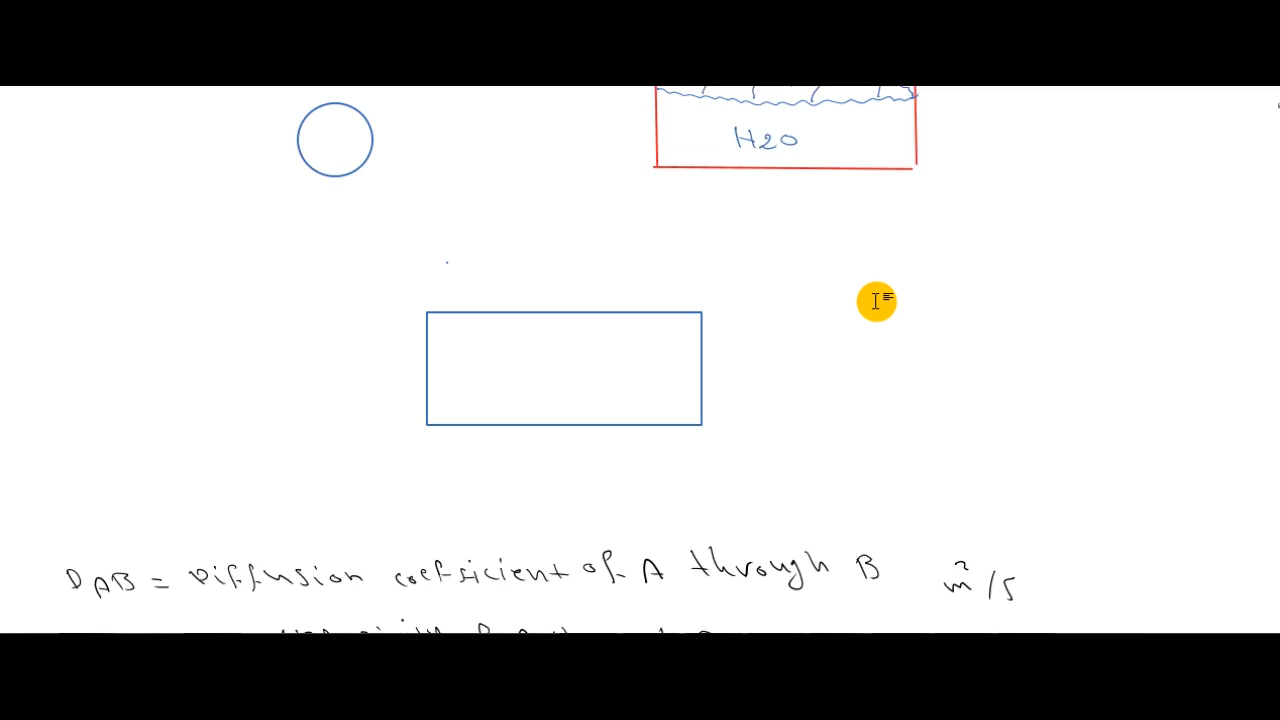 H2O
DAB = Diffusion coefficient of A through B m²/s